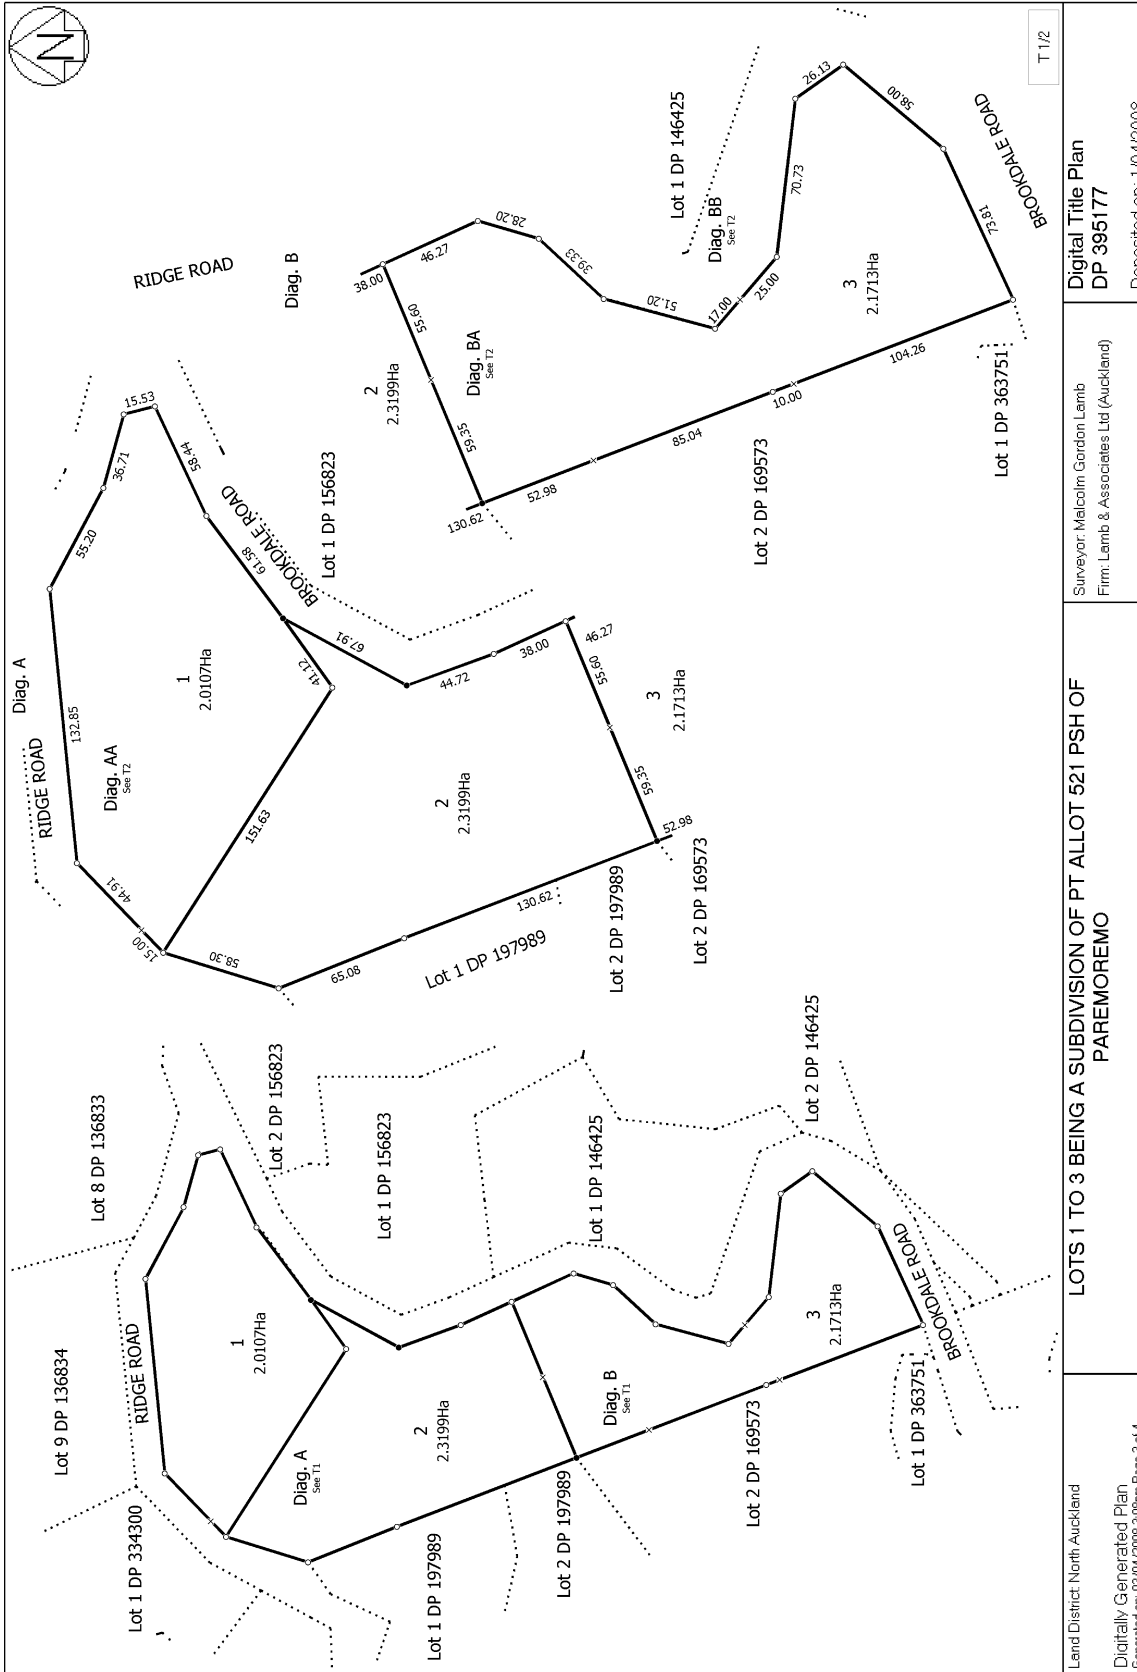 N
Lot 1 DP 334300
Lot 9 DP 136834
Lot 8 DP 136833
RIDGE ROAD
1
2.0107Ha
Lot 2 DP 156823
Lot 1 DP 156823
Diag. A
See T1
2
2.3199Ha
Lot 1 DP 197989
Lot 2 DP 197989
Lot 1 DP 146425
Diag. B
See T1
Lot 2 DP 169573
3
2.1713Ha
Lot 2 DP 146425
Lot 1 DP 363751
BROOKDALE ROAD
Diag. A
RIDGE ROAD
132.85
55.20
36.71
15.53
58.44
61.58
44.91
15.00
Diag. AA
See T2
1
2.0107Ha
BROOKDALE ROAD
Lot 1 DP 156823
151.63
41.12
67.91
58.30
65.08
44.72
38.00
2
2.3199Ha
Lot 1 DP 197989
130.62
Lot 2 DP 197989
59.35
55.60
46.27
52.98
Lot 2 DP 169573
3
2.1713Ha
RIDGE ROAD
Diag. B
38.00
46.27
28.20
39.33
51.20
17.00
25.00
70.73
26.13
58.00
73.81
2
2.3199Ha
55.60
59.35
130.62
Diag. BA
See T2
Lot 1 DP 146425
Diag. BB
See T2
52.98
85.04
10.00
104.26
3
2.1713Ha
Lot 2 DP 169573
Lot 1 DP 363751
BROOKDALE ROAD
T 1/2
Land District: North Auckland
Digitally Generated Plan
LOTS 1 TO 3 BEING A SUBDIVISION OF PT ALLOT 521 PSH OF
PAREMOREMO
Surveyor: Malcolm Gordon Lamb
Firm: Lamb & Associates Ltd (Auckland)
Digital Title Plan
DP 395177
Deposited on: 1/04/2008